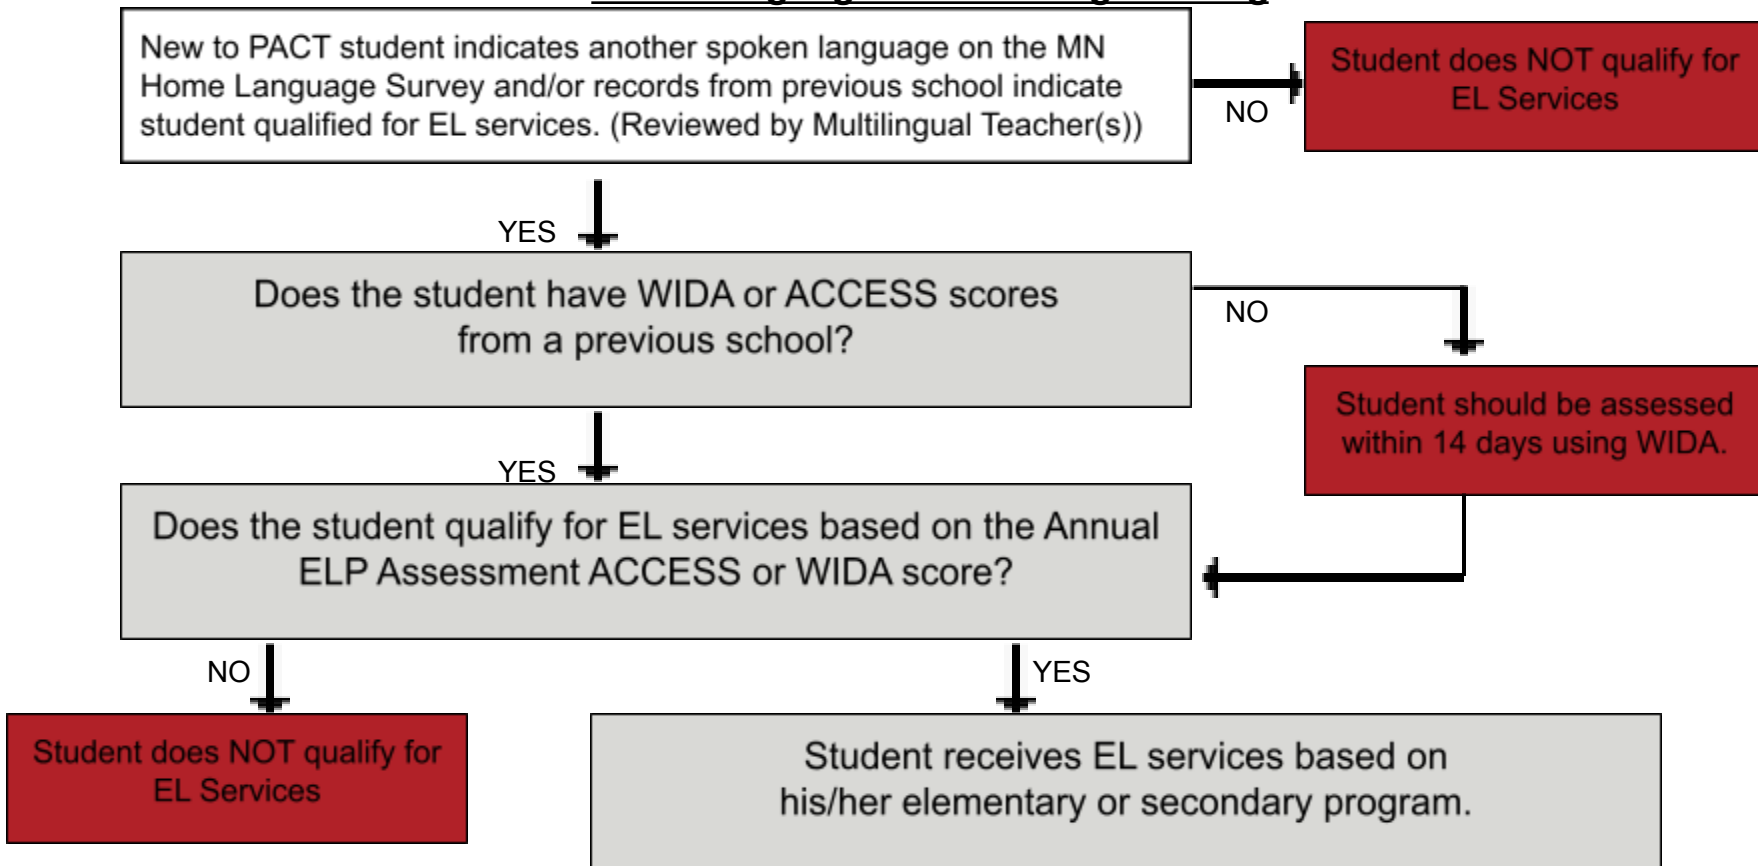 New to PACT student indicates another spoken language on the MN
Home Language Survey and/or records from previous school indicate
student qualified for EL services. (Reviewed by Multilingual Teacher(s))
NO
Student does NOT qualify for
EL Services
YES
Does the student have WIDA or ACCESS scores
from a previous school?
NO
Student should be assessed
within 14 days using WIDA.
YES
Does the student qualify for EL services based on the Annual
ELP Assessment ACCESS or WIDA score?
NO
YES
Student does NOT qualify for
EL Services
Student receives EL services based on
his/her elementary or secondary program.